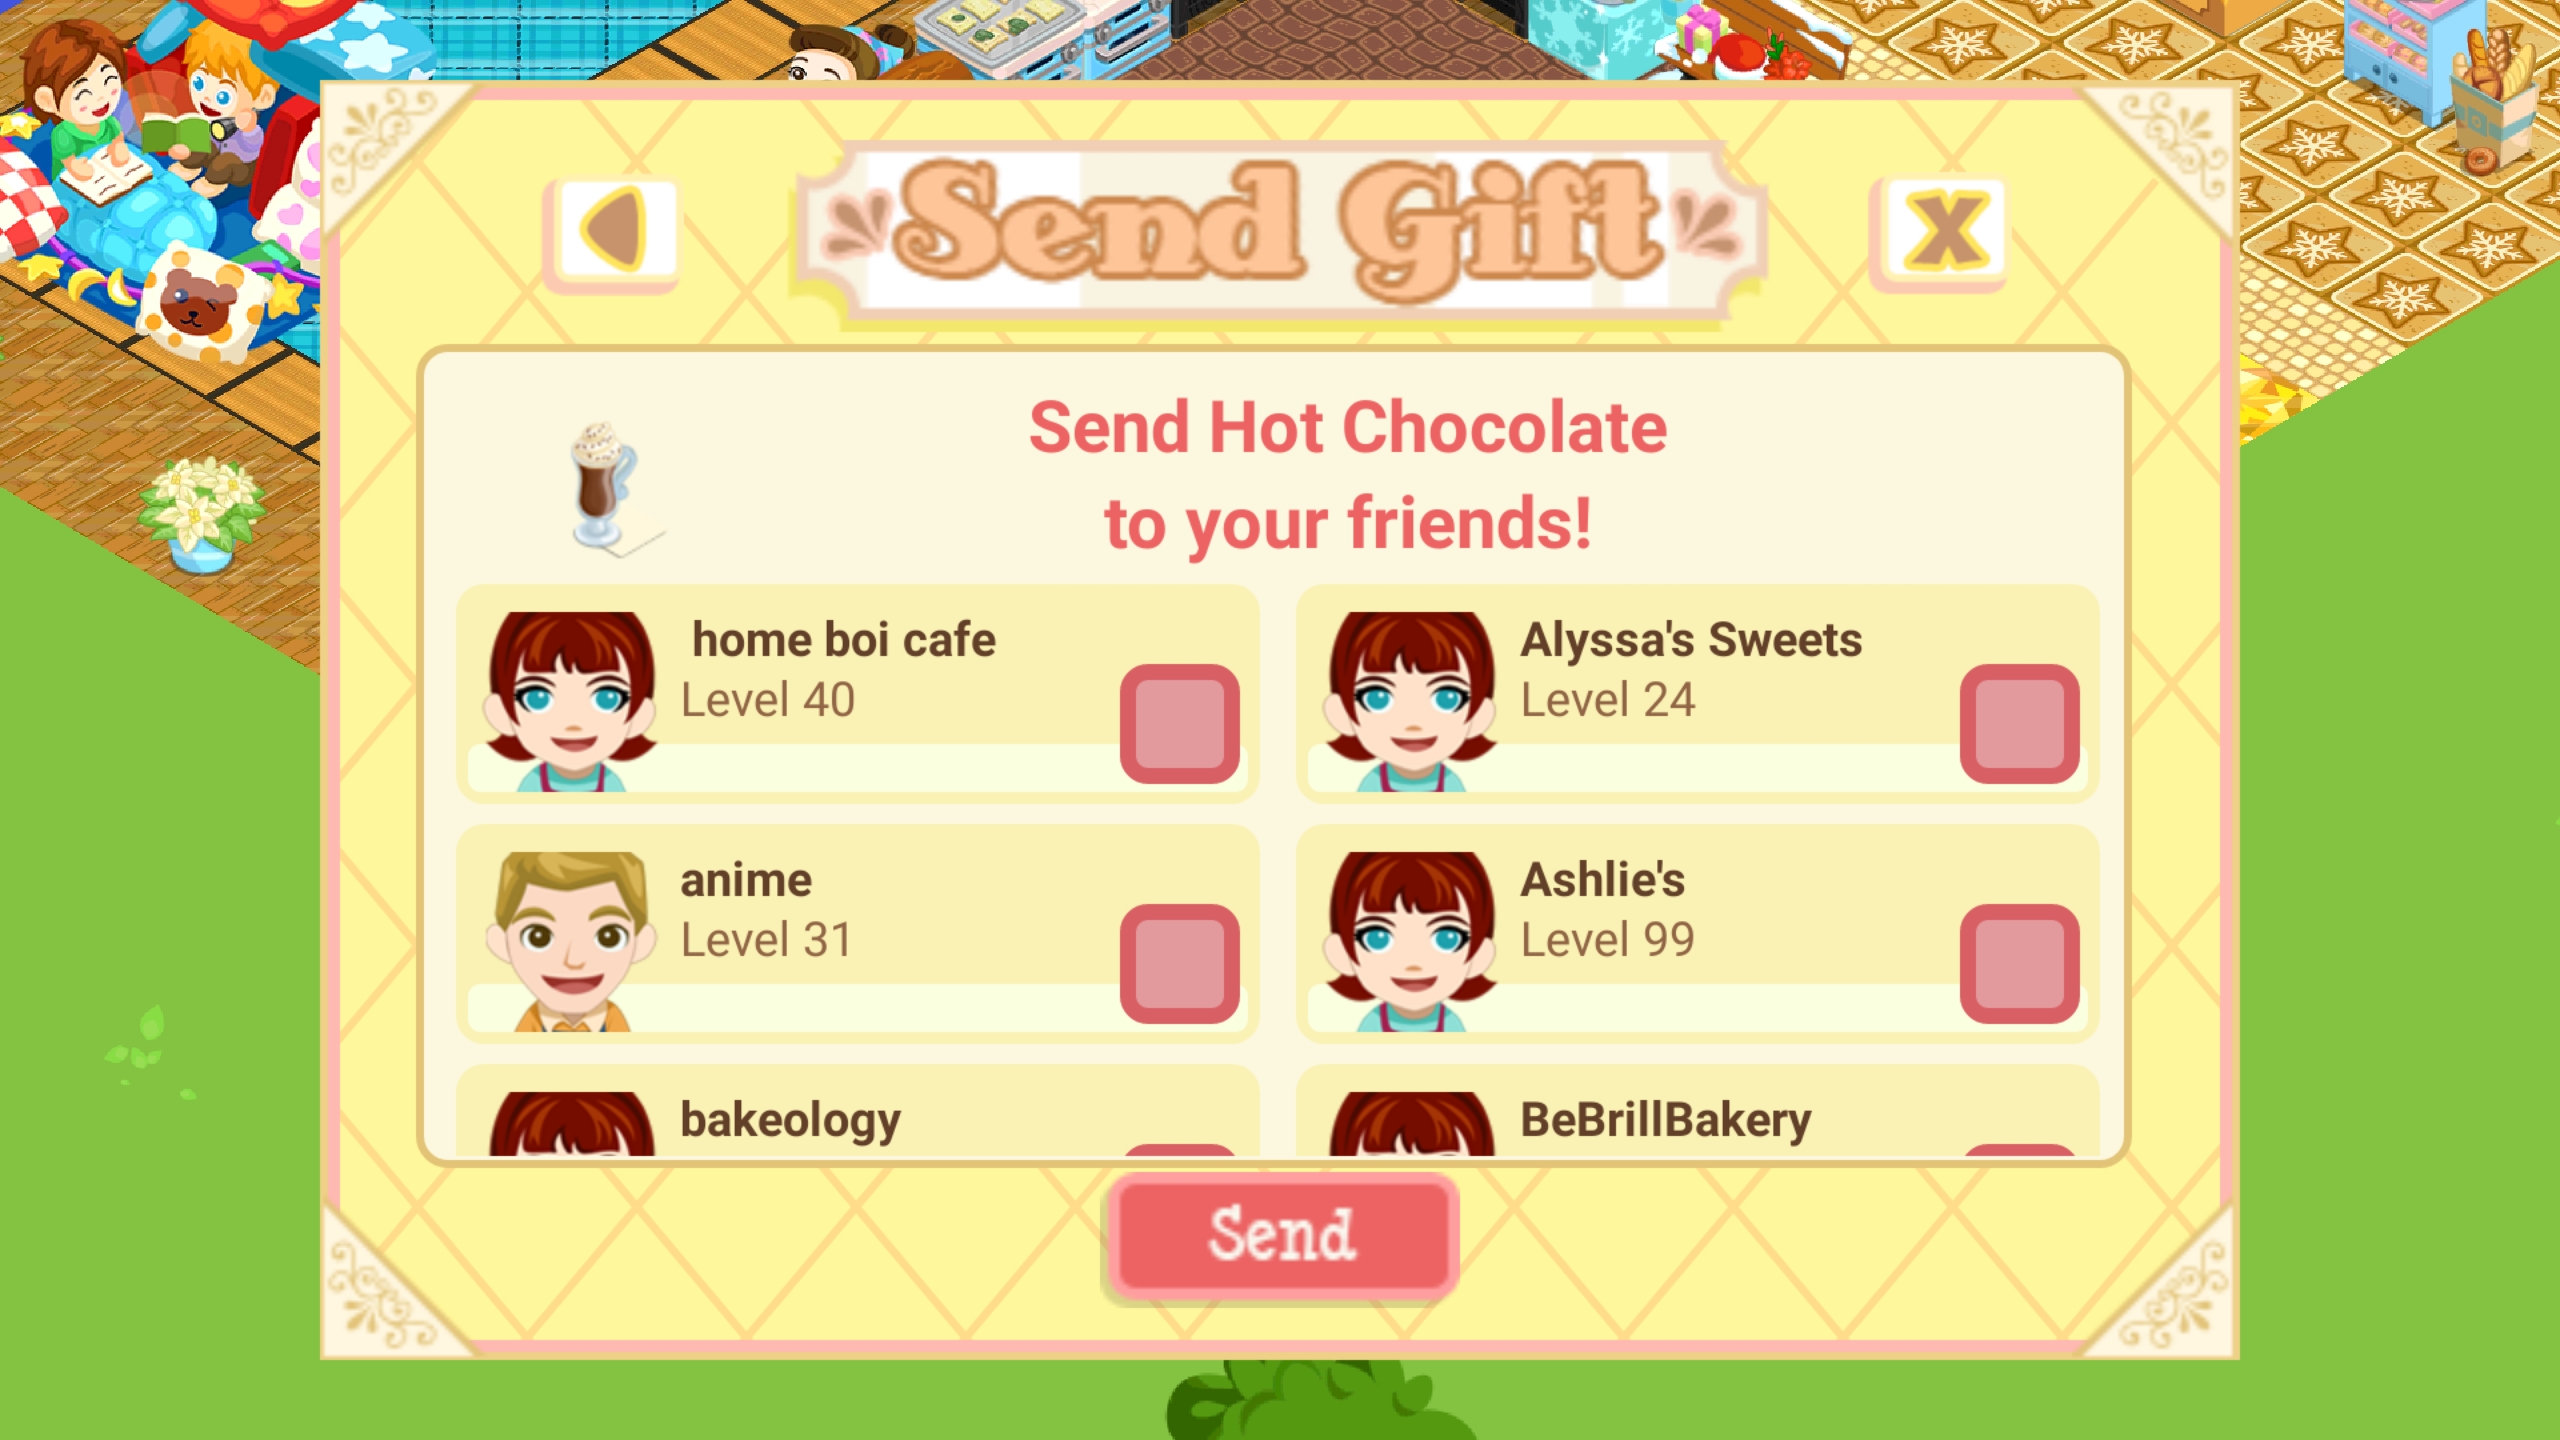 Send Gift
X
Send Hot Chocolate
to your friends!
home boi cafe
Level 40
Alyssa's Sweets
Level 24
anime
Level 31
Ashlie's
Level 99
bakeology
BeBrillBakery
Send